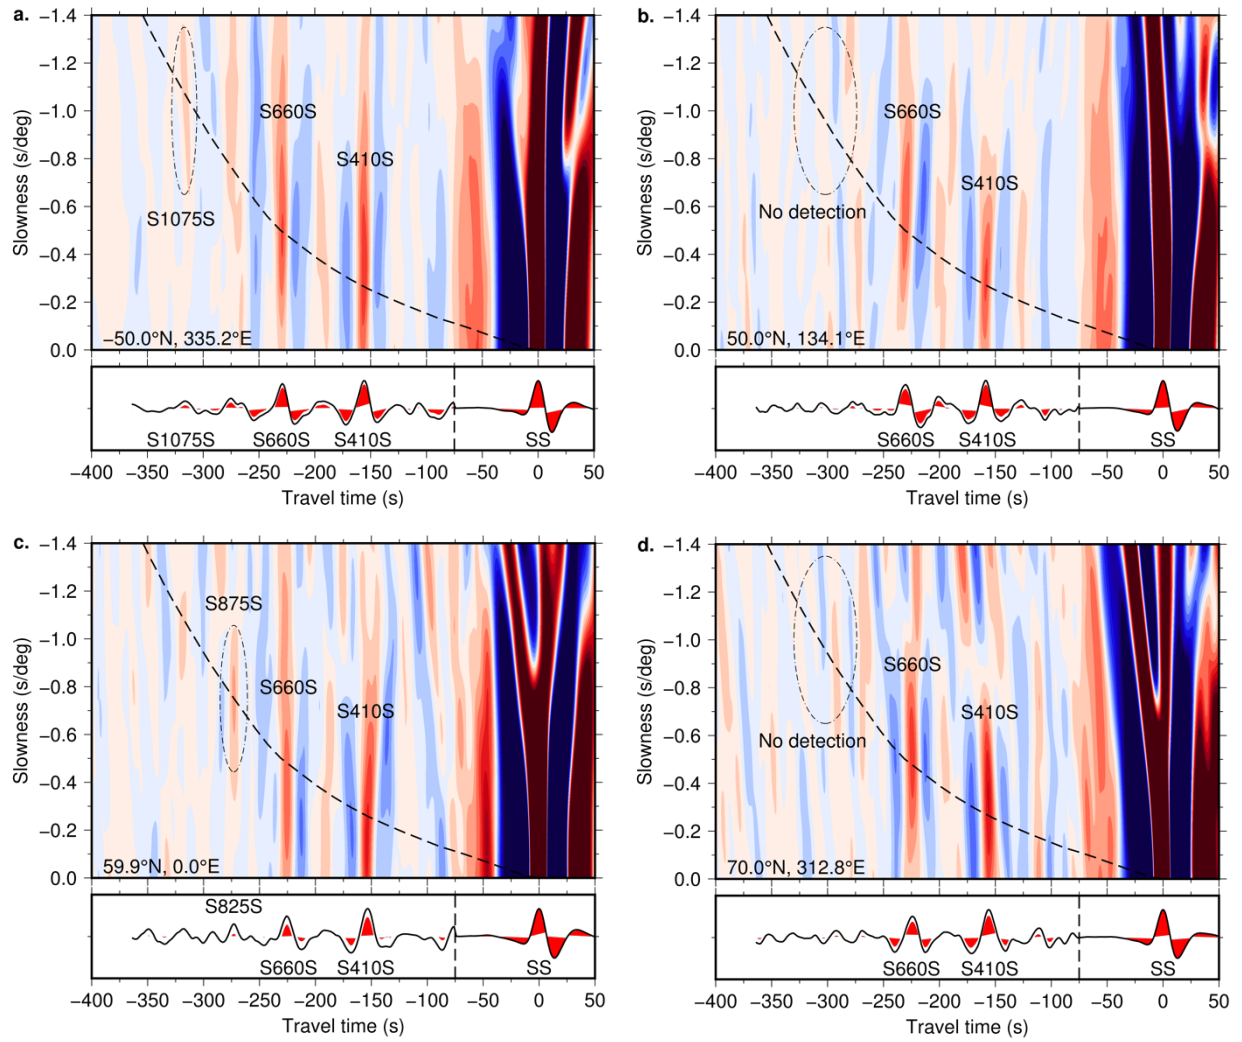 a.
−1.4
−1.2
−1.0
−0.8
−0.6
−0.4
−0.2
0.0
Slowness (s/deg)
S660S
S410S
S1075S
−50.0°N, 335.2°E
S1075S S660S S410S SS
−400 −350 −300 −250 −200 −150 −100 −50 0 50
Travel time (s)
b.
−1.4
−1.2
−1.0
−0.8
−0.6
−0.4
−0.2
0.0
Slowness (s/deg)
S660S
S410S
No detection
50.0°N, 134.1°E
S660S S410S SS
−400 −350 −300 −250 −200 −150 −100 −50 0 50
Travel time (s)
c.
−1.4
−1.2
−1.0
−0.8
−0.6
−0.4
−0.2
0.0
Slowness (s/deg)
S875S
S660S
S410S
59.9°N, 0.0°E
S825S
S660S S410S SS
−400 −350 −300 −250 −200 −150 −100 −50 0 50
Travel time (s)
d.
−1.4
−1.2
−1.0
−0.8
−0.6
−0.4
−0.2
0.0
Slowness (s/deg)
S660S
S410S
No detection
70.0°N, 312.8°E
S660S S410S SS
−400 −350 −300 −250 −200 −150 −100 −50 0 50
Travel time (s)